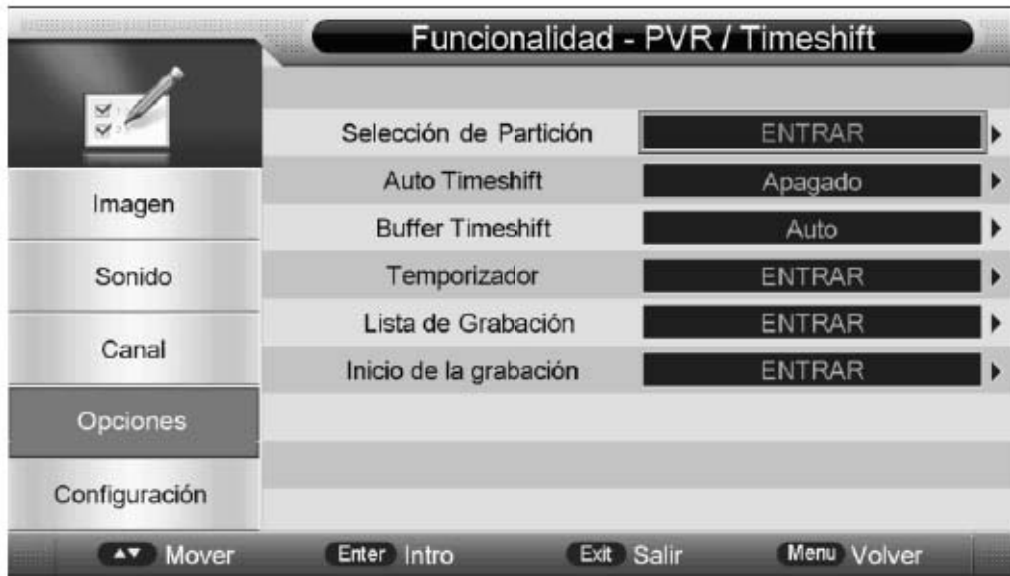 Funcionalidad - PVR / Timeshift
Selección de Partición ENTRAR
Auto Timeshift Apagado
Buffer Timeshift Auto
Temporizador ENTRAR
Lista de Grabación ENTRAR
Inicio de la grabación ENTRAR
Imagen
Sonido
Canal
Opciones
Configuración
Mover Enter Intro Exit Salir Menu Volver